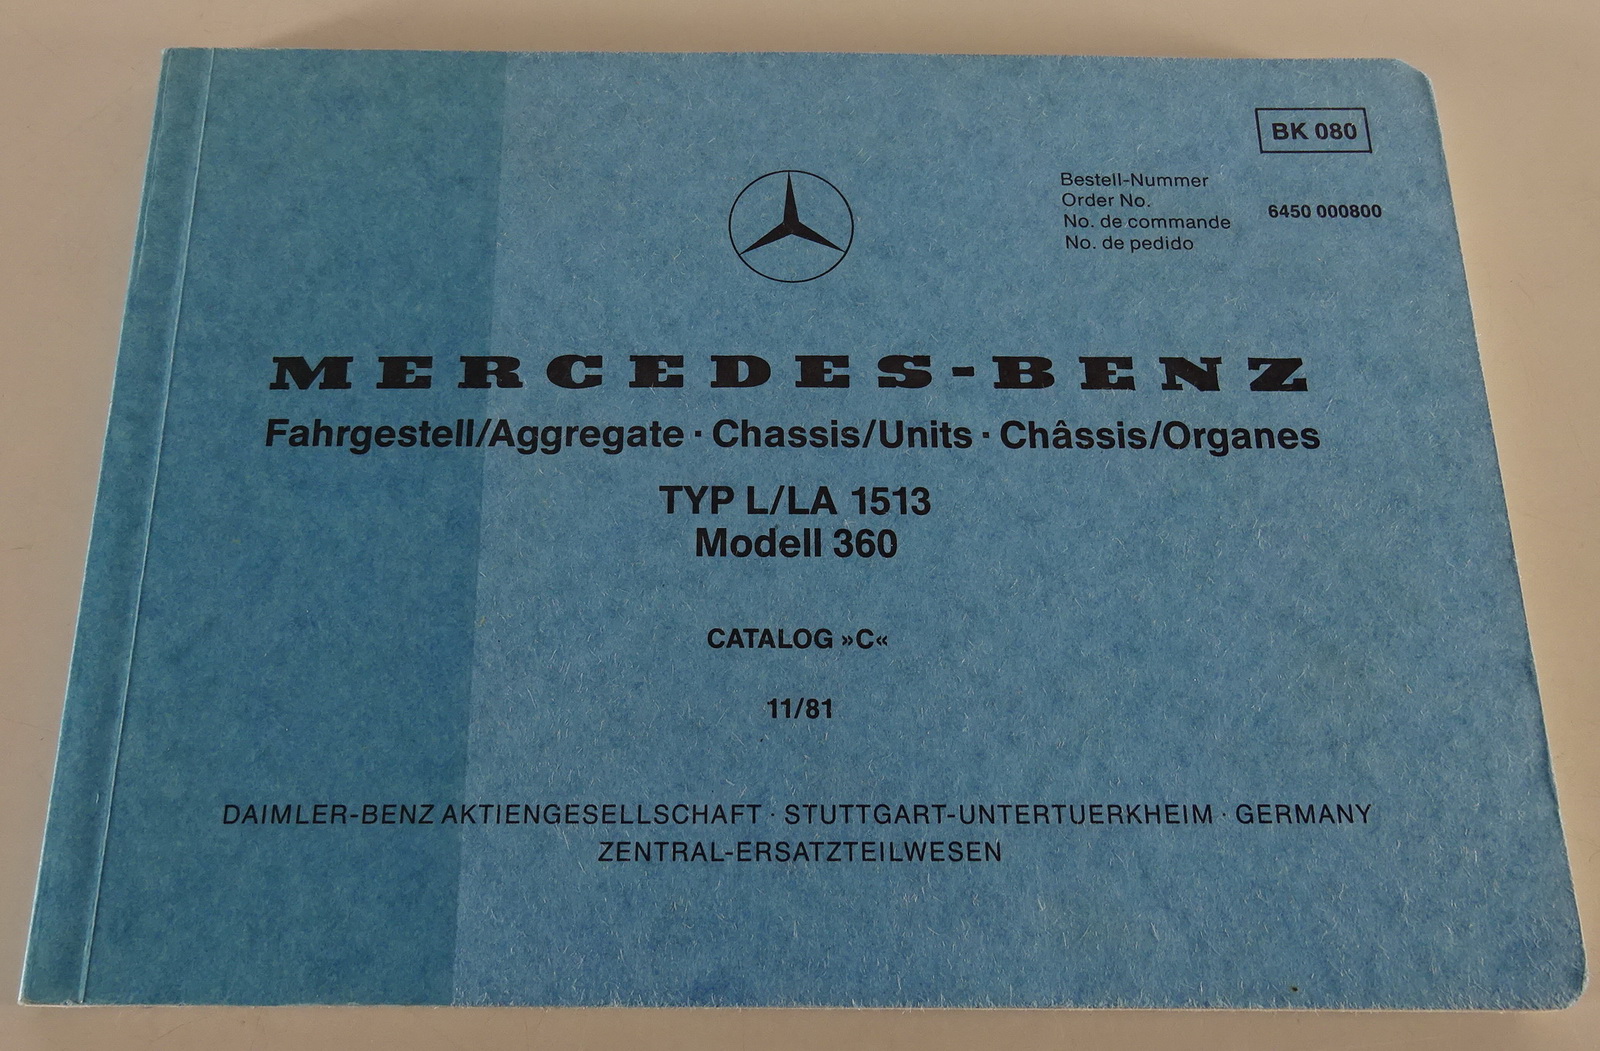 BK 080
Bestell-Nummer
Order No.
No. de commande
No. de pedido
6450 000800
MERCEDES-BENZ
Fahrgestell/Aggregate · Chassis/Units · Châssis/Organes
TYP L/LA 1513
Modell 360
CATALOG »C«
11/81
DAIMLER-BENZ AKTIENGESELLSCHAFT · STUTTGART-UNTERTUERKHEIM · GERMANY
ZENTRAL-ERSATZTEILWESEN